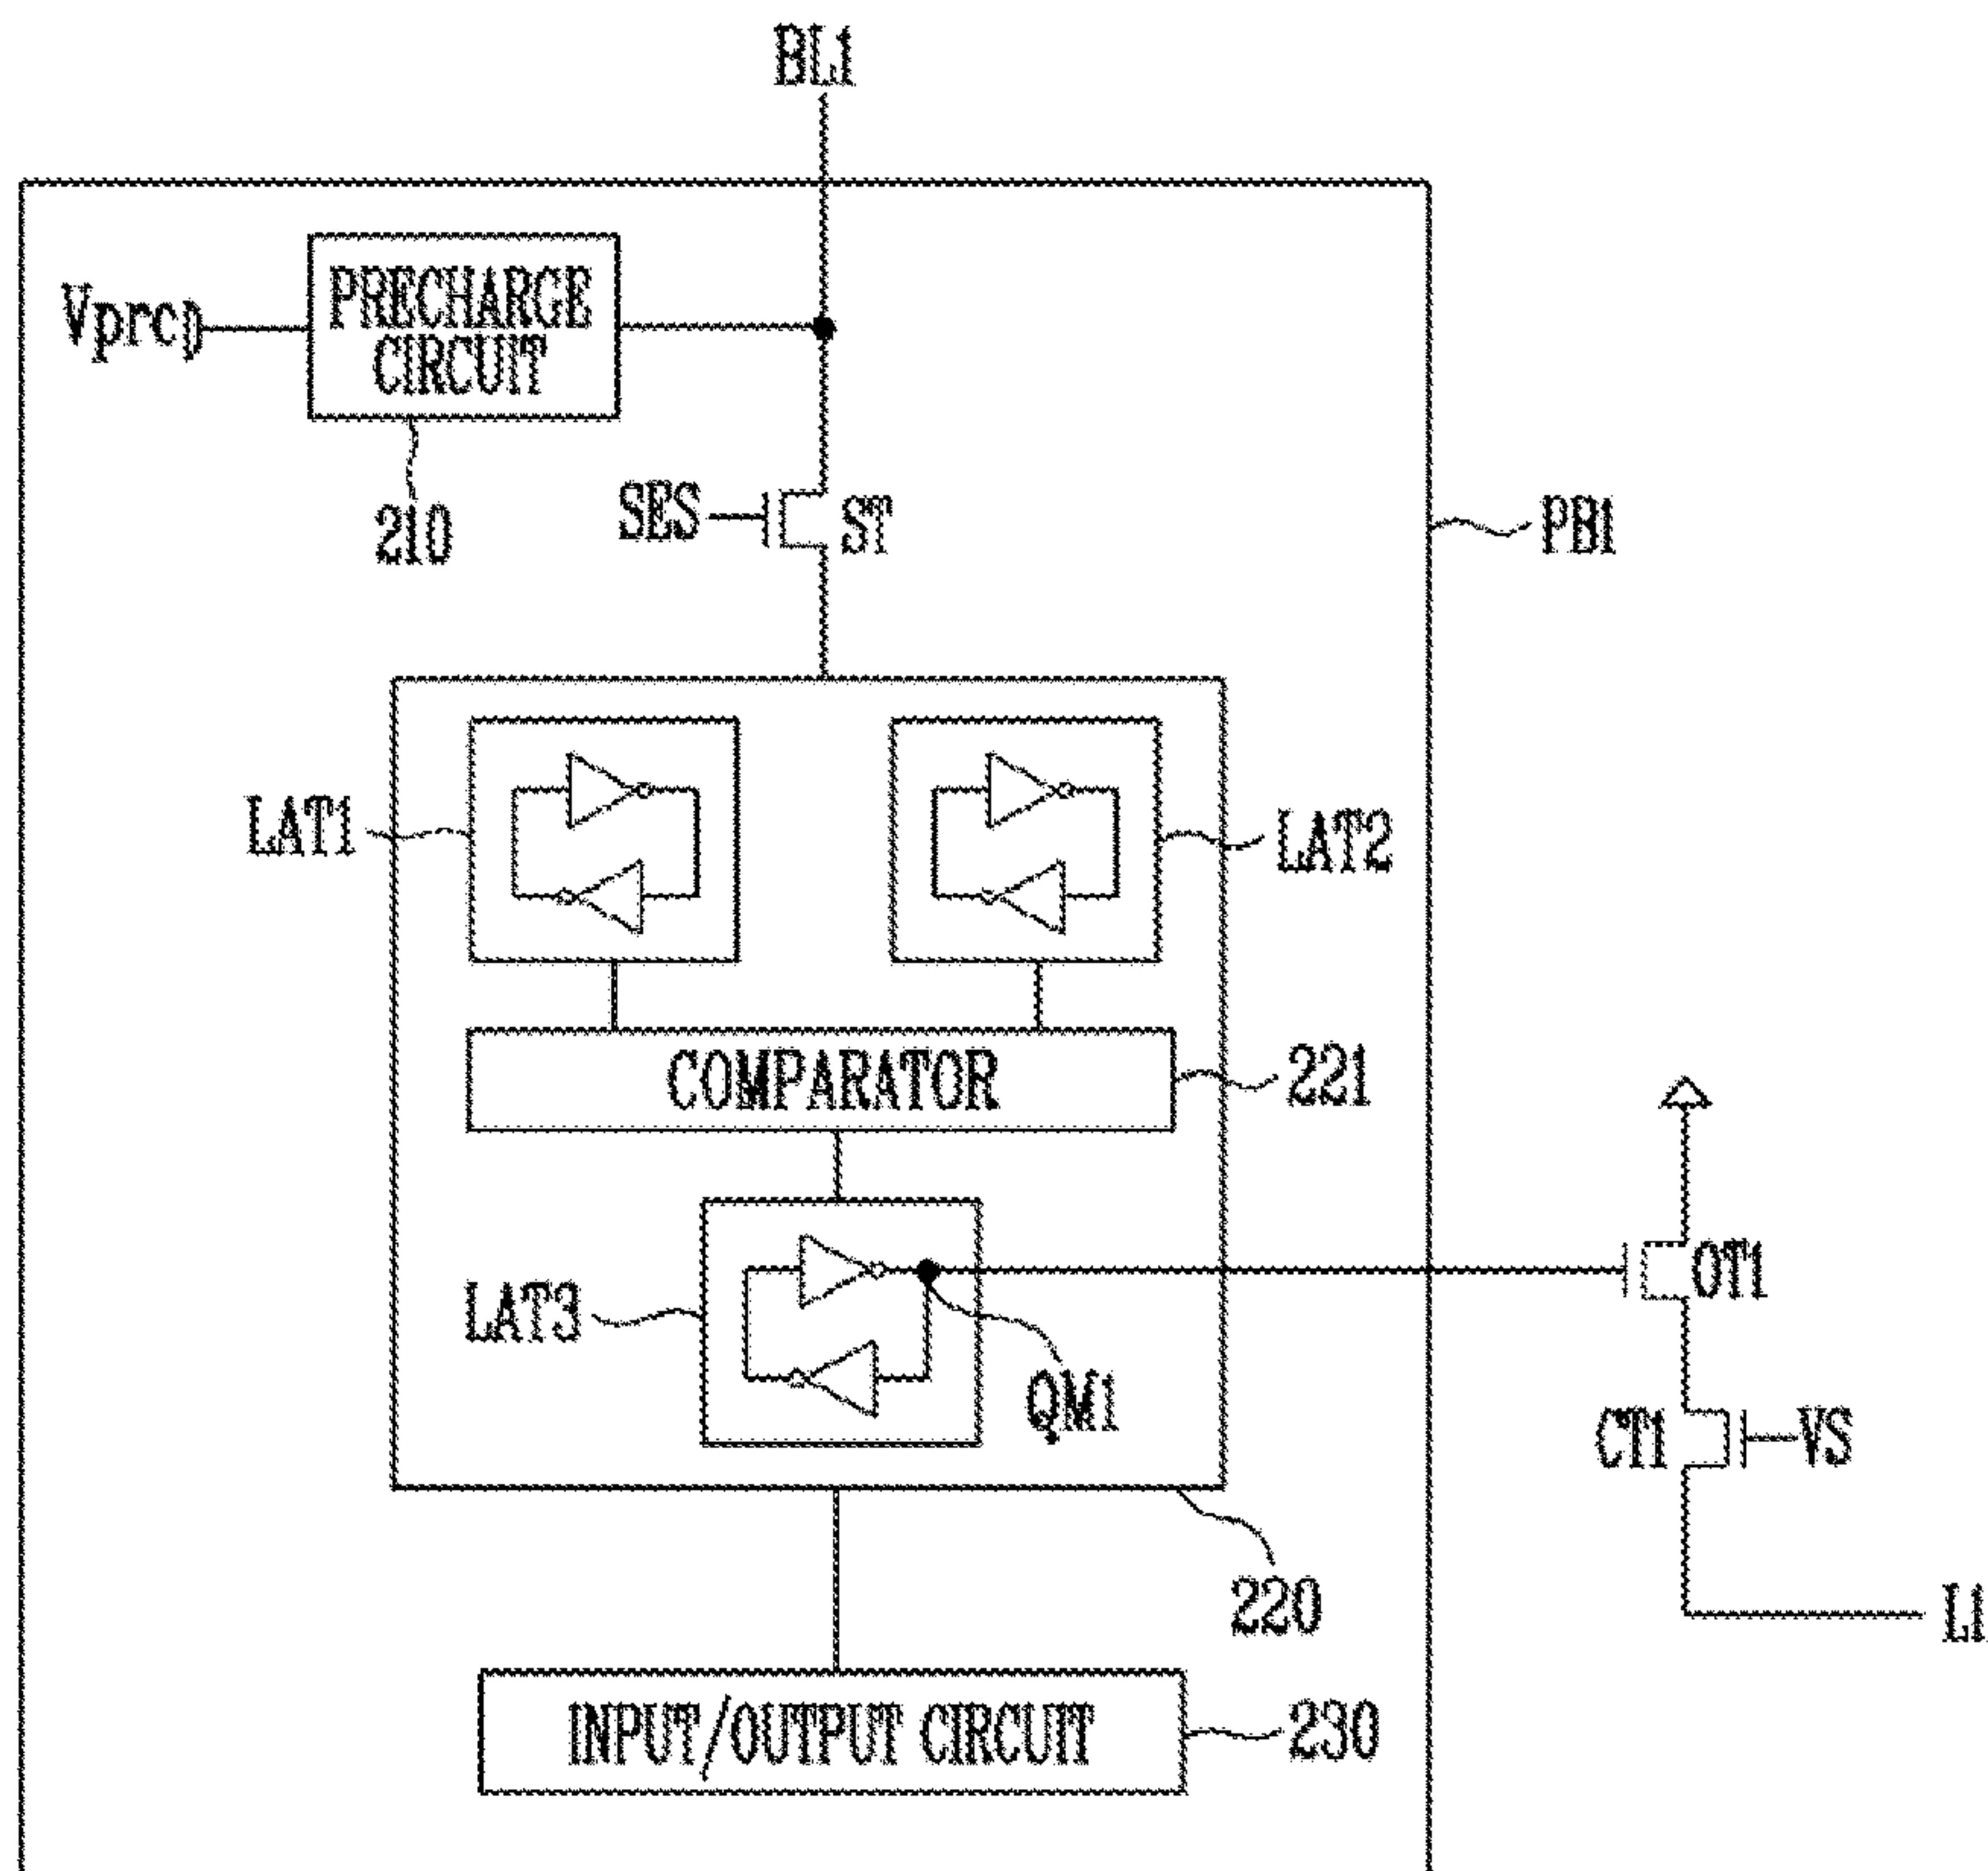 BL1
Vprc
PRECHARGE
CIRCUIT
210
SES
ST
PB1
LAT1
LAT2
COMPARATOR
221
LAT3
QM1
OT1
CT1
VS
220
L1
INPUT/OUTPUT CIRCUIT
230